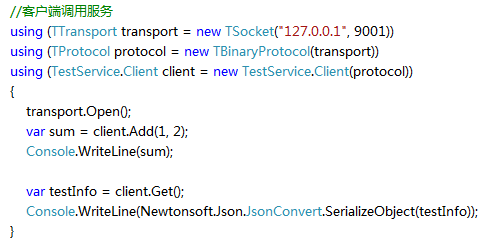 //客户端调用服务
using (TTransport transport = new TSocket("127.0.0.1", 9001))
using (TProtocol protocol = new TBinaryProtocol(transport))
using (TestService.Client client = new TestService.Client(protocol))
{
transport.Open();
var sum = client.Add(1, 2);
Console.WriteLine(sum);
var testInfo = client.Get();
Console.WriteLine(Newtonsoft.Json.JsonConvert.SerializeObject(testInfo));
}